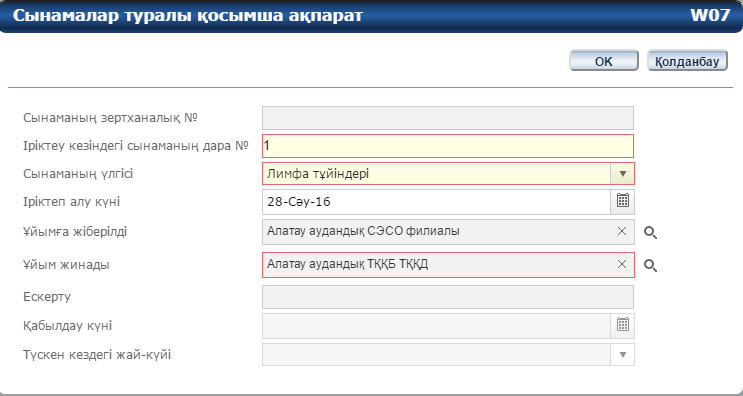 Сынамалар туралы қосымша ақпарат W07
OK Қолданбау
Сынаманың зертханалық №
Іріктеу кезіндегі сынаманың дара № 1
Сынаманың үлгісі Лимфа түйіндері
Іріктеп алу күні 28-Сәу-16
Ұйымға жіберілді Алатау аудандық СЭСО филиалы
Ұйым жинады Алатау аудандық ТҚҚБ ТҚҚД
Ескерту
Қабылдау күні
Түскен кездегі жай-күйі